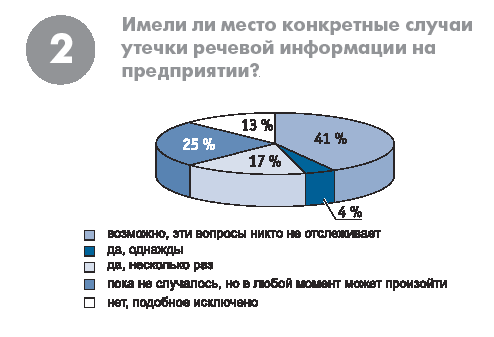 2
Имели ли место конкретные случаи
утечки речевой информации на
предприятии?
13 %
41 %
25 %
17 %
4 %
возможно, эти вопросы никто не отслеживает
да, однажды
да, несколько раз
пока не случалось, но в любой момент может произойти
нет, подобное исключено